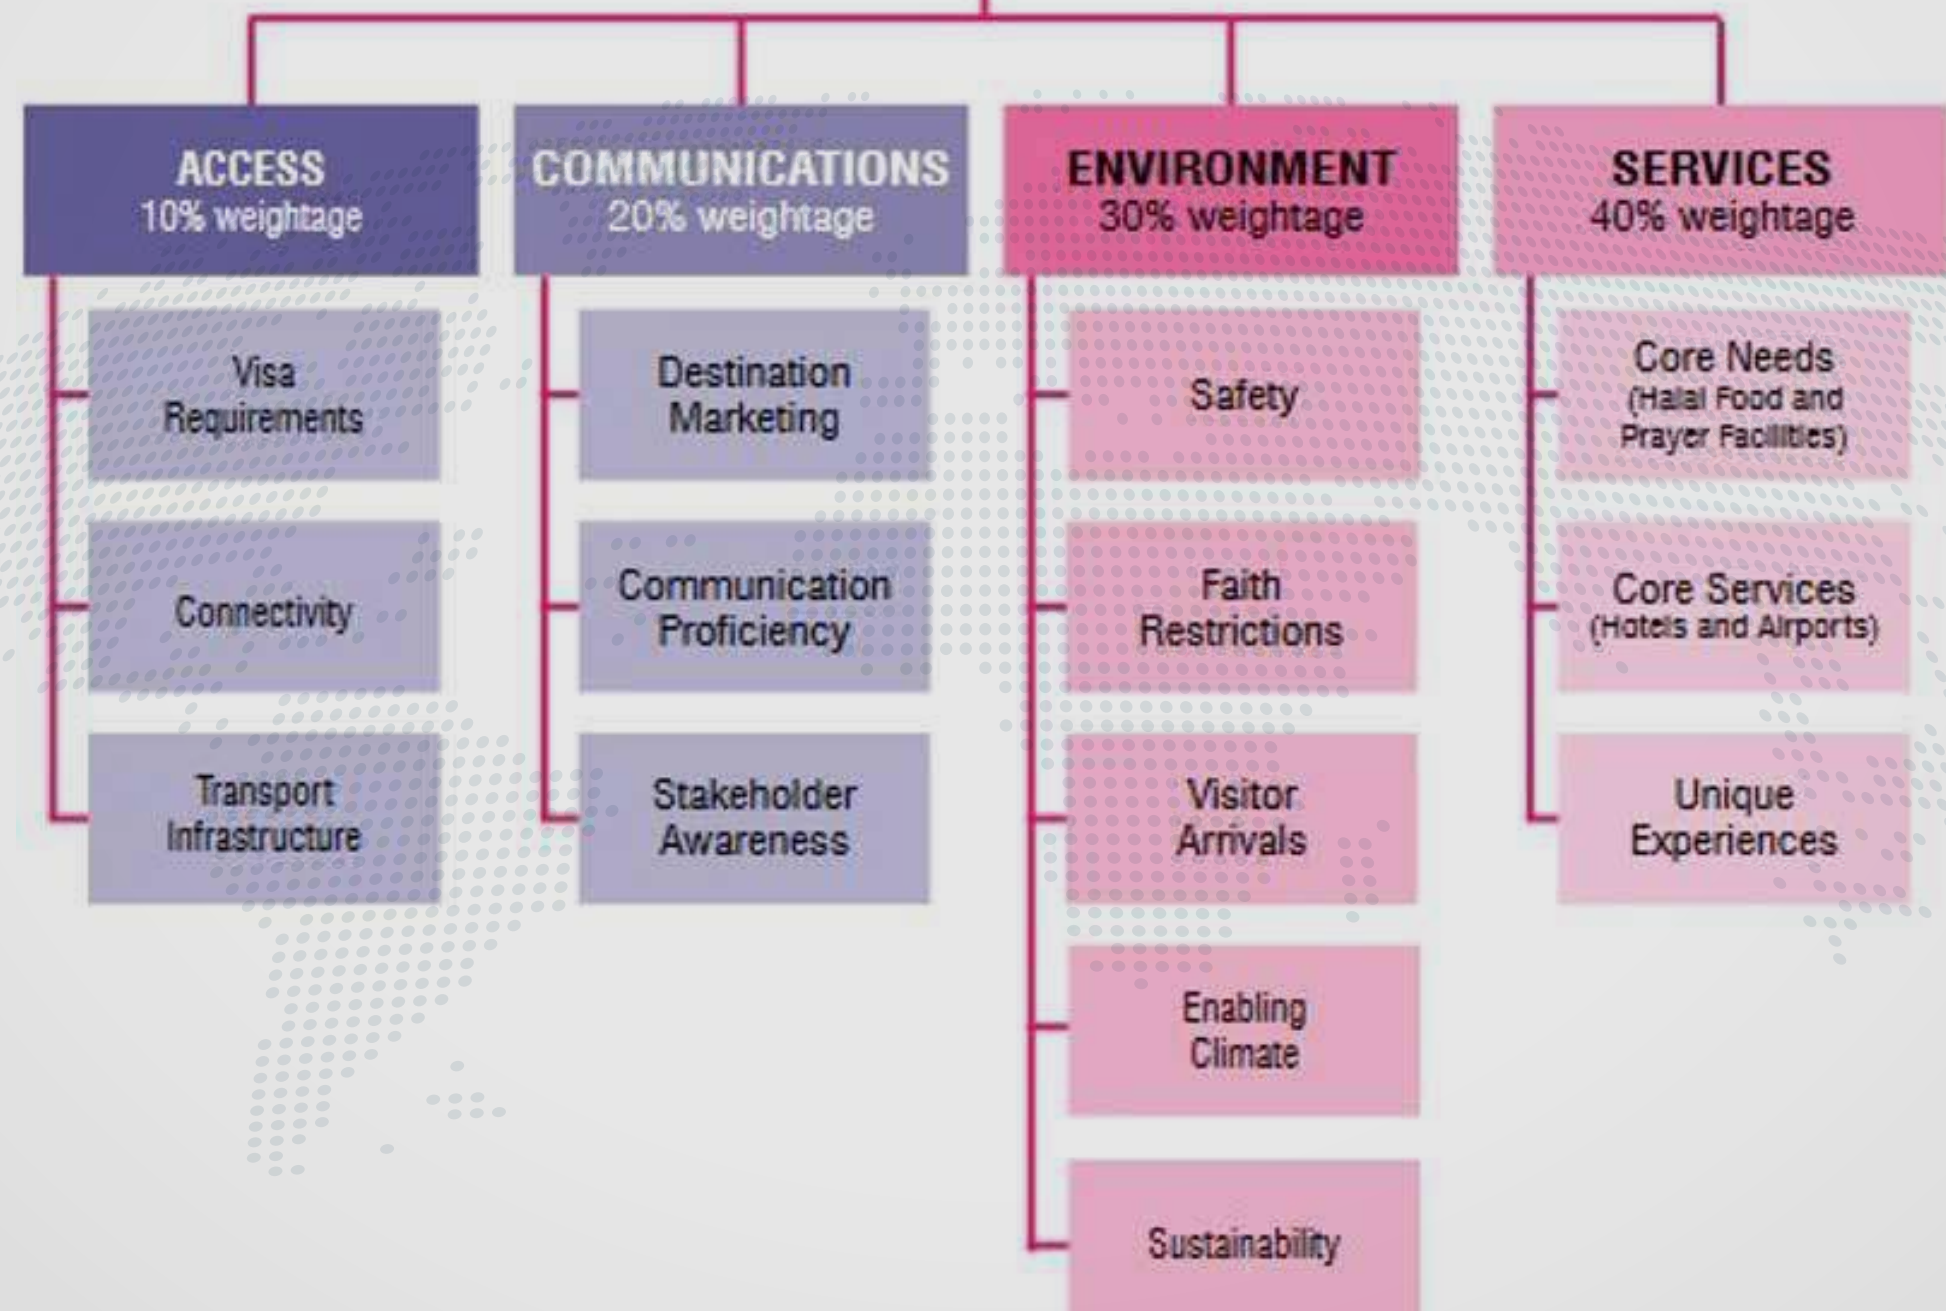 ACCESS
10% weightage
Visa
Requirements
Connectivity
Transport
Infrastructure
COMMUNICATIONS
20% weightage
Destination
Marketing
Communication
Proficiency
Stakeholder
Awareness
ENVIRONMENT
30% weightage
Safety
Faith
Restrictions
Visitor
Arrivals
Enabling
Climate
Sustainability
SERVICES
40% weightage
Core Needs
(Halal Food and
Prayer Facilities)
Core Services
(Hotels and Airports)
Unique
Experiences